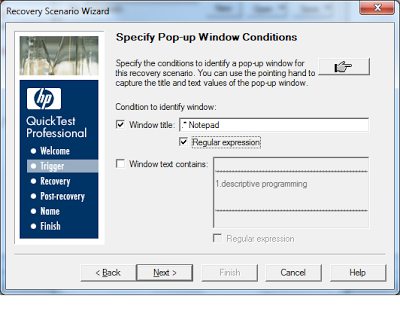 Recovery Scenario Wizard
Specify Pop-up Window Conditions
Specify the conditions to identify a pop-up window for
this recovery scenario. You can use the pointing hand to
capture the title and text values of the pop-up window.
hp
QuickTest
Professional
Welcome
Trigger
Recovery
Post-recovery
Name
Finish
Condition to identify window:
Window title: .* Notepad
Regular expression
Window text contains:
1.descriptive programming
Regular expression
< Back Next > Finish Cancel Help